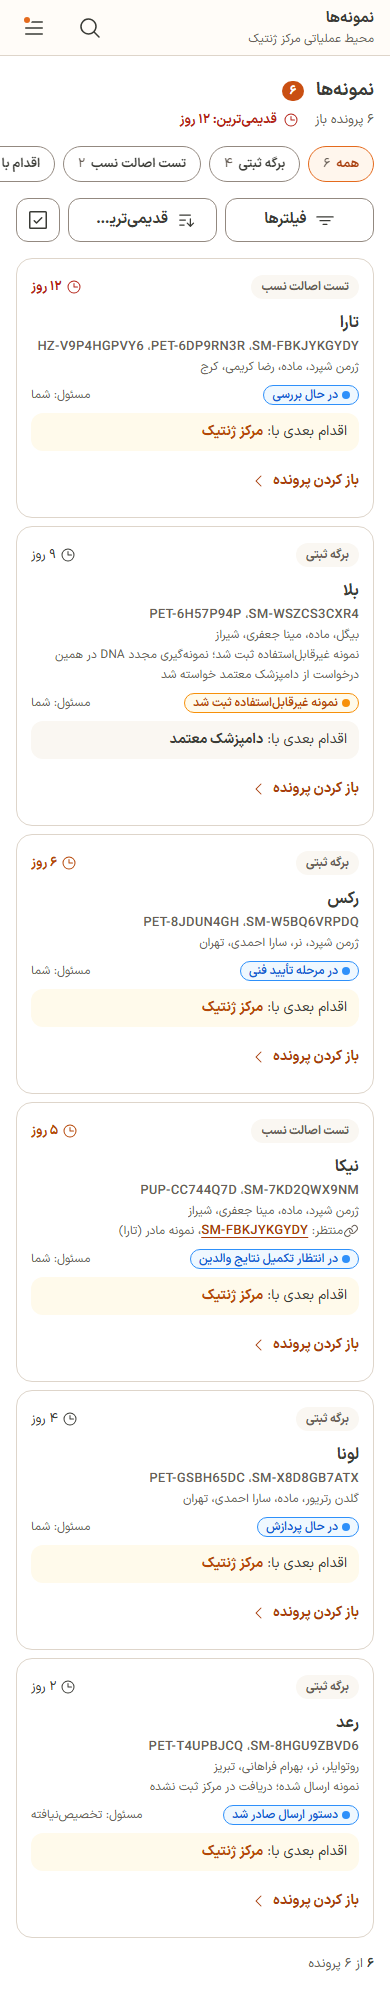 نمونه‌ها
محیط عملیاتی مرکز ژنتیک
نمونه‌ها ۶
۶ پرونده باز قدیمی‌ترین: ۱۲ روز
همه ۶ برگه ثبتی ۴ تست اصالت نسب ۲ اقدام با
فیلترها قدیمی‌تری...
تست اصالت نسب ۱۲ روز
تارا
SM-FBKJYKGYDY، PET-6DP9RN3R، HZ-V9P4HGPVY6
ژرمن شپرد، ماده، رضا کریمی، کرج
در حال بررسی مسئول: شما
اقدام بعدی با: مرکز ژنتیک
باز کردن پرونده
برگه ثبتی ۹ روز
بلا
SM-WSZCS3CXR4، PET-6H57P94P
بیگل، ماده، مینا جعفری، شیراز
نمونه غیرقابل‌استفاده ثبت شد؛ نمونه‌گیری مجدد DNA در همین
درخواست از دامپزشک معتمد خواسته شد
نمونه غیرقابل‌استفاده ثبت شد مسئول: شما
اقدام بعدی با: دامپزشک معتمد
باز کردن پرونده
برگه ثبتی ۶ روز
رکس
SM-W5BQ6VRPDQ، PET-8JDUN4GH
ژرمن شپرد، نر، سارا احمدی، تهران
در مرحله تأیید فنی مسئول: شما
اقدام بعدی با: مرکز ژنتیک
باز کردن پرونده
تست اصالت نسب ۵ روز
نیکا
SM-7KD2QWX9NM، PUP-CC744Q7D
ژرمن شپرد، ماده، مینا جعفری، شیراز
منتظر: SM-FBKJYKGYDY، نمونه مادر (تارا)
در انتظار تکمیل نتایج والدین مسئول: شما
اقدام بعدی با: مرکز ژنتیک
باز کردن پرونده
برگه ثبتی ۴ روز
لونا
SM-X8D8GB7ATX، PET-GSBH65DC
گلدن رتریور، ماده، سارا احمدی، تهران
در حال پردازش مسئول: شما
اقدام بعدی با: مرکز ژنتیک
باز کردن پرونده
برگه ثبتی ۲ روز
رعد
SM-8HGU9ZBVD6، PET-T4UPBJCQ
روتوایلر، نر، بهرام فراهانی، تبریز
نمونه ارسال شده؛ دریافت در مرکز ثبت نشده
دستور ارسال صادر شد مسئول: تخصیص‌نیافته
اقدام بعدی با: مرکز ژنتیک
باز کردن پرونده
۶ از ۶ پرونده